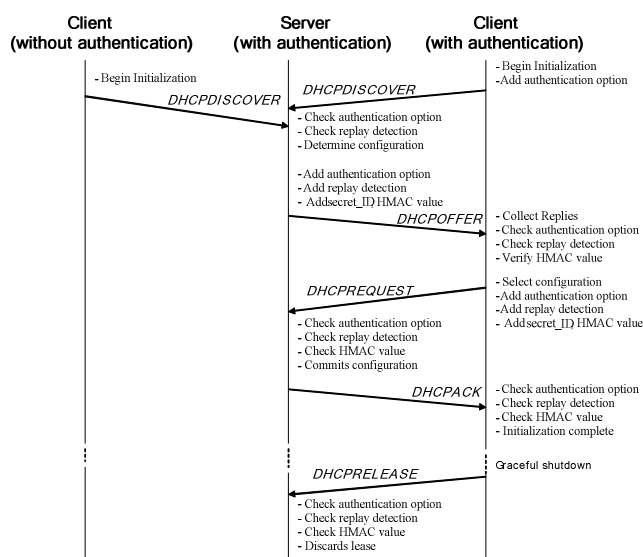 Client
(without authentication)
Server
(with authentication)
Client
(with authentication)
- Begin Initialization
- Begin Initialization
- Add authentication option
DHCPDISCOVER
DHCPDISCOVER
- Check authentication option
- Check replay detection
- Determine configuration
- Add authentication option
- Add replay detection
- Addsecret_ID, HMAC value
DHCPOFFER
- Collect Replies
- Check authentication option
- Check replay detection
- Verify HMAC value
- Select configuration
- Add authentication option
- Add replay detection
- Addsecret_ID, HMAC value
DHCPREQUEST
- Check authentication option
- Check replay detection
- Check HMAC value
- Commits configuration
DHCPACK
- Check authentication option
- Check replay detection
- Check HMAC value
- Initialization complete
Graceful shutdown
DHCPRELEASE
- Check authentication option
- Check replay detection
- Check HMAC value
- Discards lease